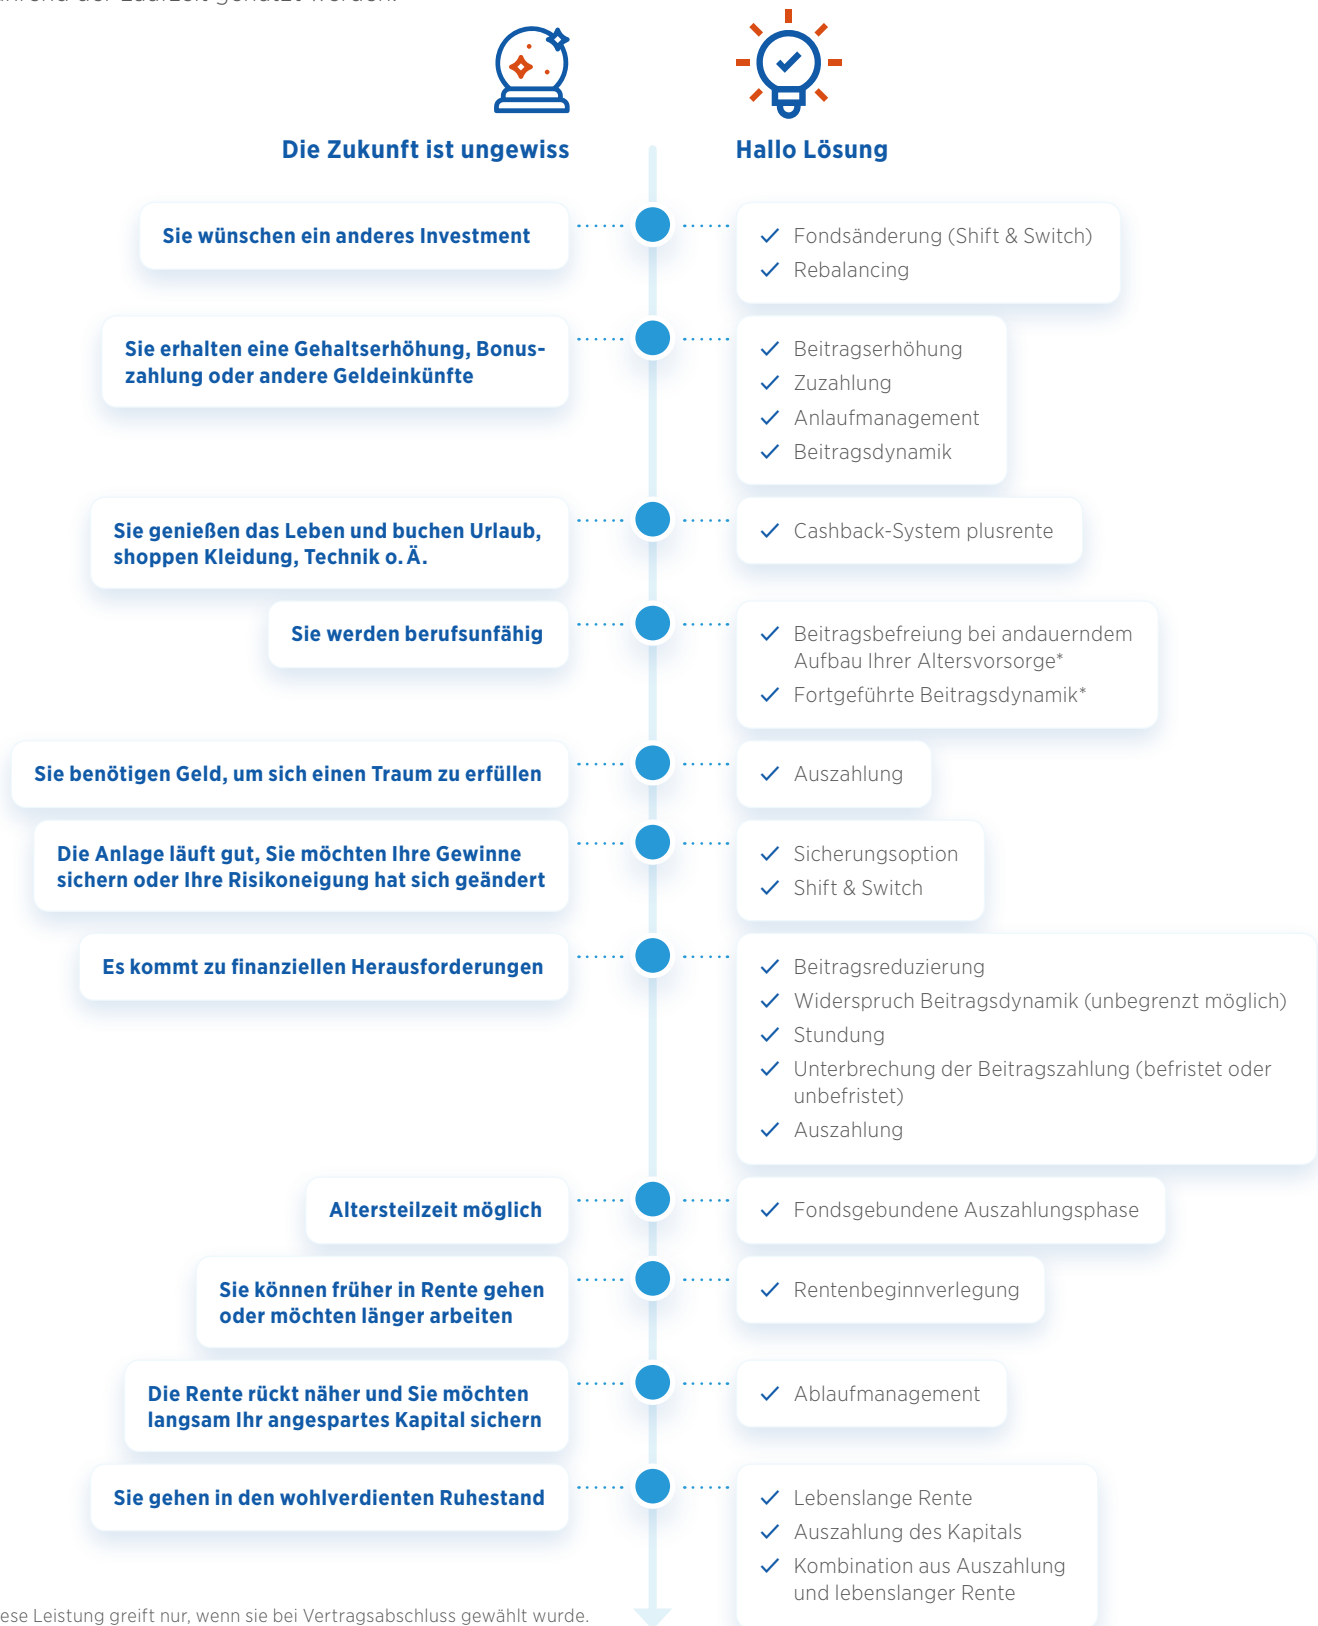 während der Laufzeit genutzt werden.
Die Zukunft ist ungewiss
Hallo Lösung
Sie wünschen ein anderes Investment
Fondsänderung (Shift & Switch)
Rebalancing
Sie erhalten eine Gehaltserhöhung, Bonus-
zahlung oder andere Geldeinkünfte
Beitragserhöhung
Zuzahlung
Anlaufmanagement
Beitragsdynamik
Sie genießen das Leben und buchen Urlaub,
shoppen Kleidung, Technik o. Ä.
Cashback-System plusrente
Sie werden berufsunfähig
Beitragsbefreiung bei andauerndem
Aufbau Ihrer Altersvorsorge*
Fortgeführte Beitragsdynamik*
Sie benötigen Geld, um sich einen Traum zu erfüllen
Auszahlung
Die Anlage läuft gut, Sie möchten Ihre Gewinne
sichern oder Ihre Risikoneigung hat sich geändert
Sicherungsoption
Shift & Switch
Es kommt zu finanziellen Herausforderungen
Beitragsreduzierung
Widerspruch Beitragsdynamik (unbegrenzt möglich)
Stundung
Unterbrechung der Beitragszahlung (befristet oder
unbefristet)
Auszahlung
Altersteilzeit möglich
Fondsgebundene Auszahlungsphase
Sie können früher in Rente gehen
oder möchten länger arbeiten
Rentenbeginnverlegung
Die Rente rückt näher und Sie möchten
langsam Ihr angespartes Kapital sichern
Ablaufmanagement
Sie gehen in den wohlverdienten Ruhestand
Lebenslange Rente
Auszahlung des Kapitals
Kombination aus Auszahlung
und lebenslanger Rente
ese Leistung greift nur, wenn sie bei Vertragsabschluss gewählt wurde.